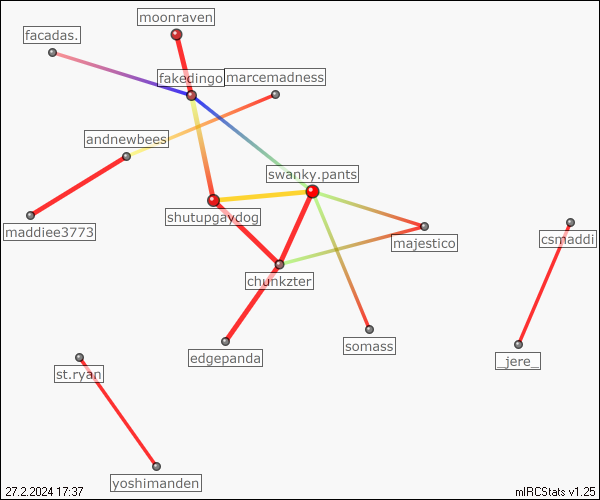 moonraven
facadas.
fakedingo
marcemadness
andnewbees
swanky.pants
shutupgaydog
maddiee3773
majestico
csmaddi
chunkzter
edgepanda
somass
_jere_
st.ryan
yoshimanden
27.2.2024 17:37
mIRCStats v1.25